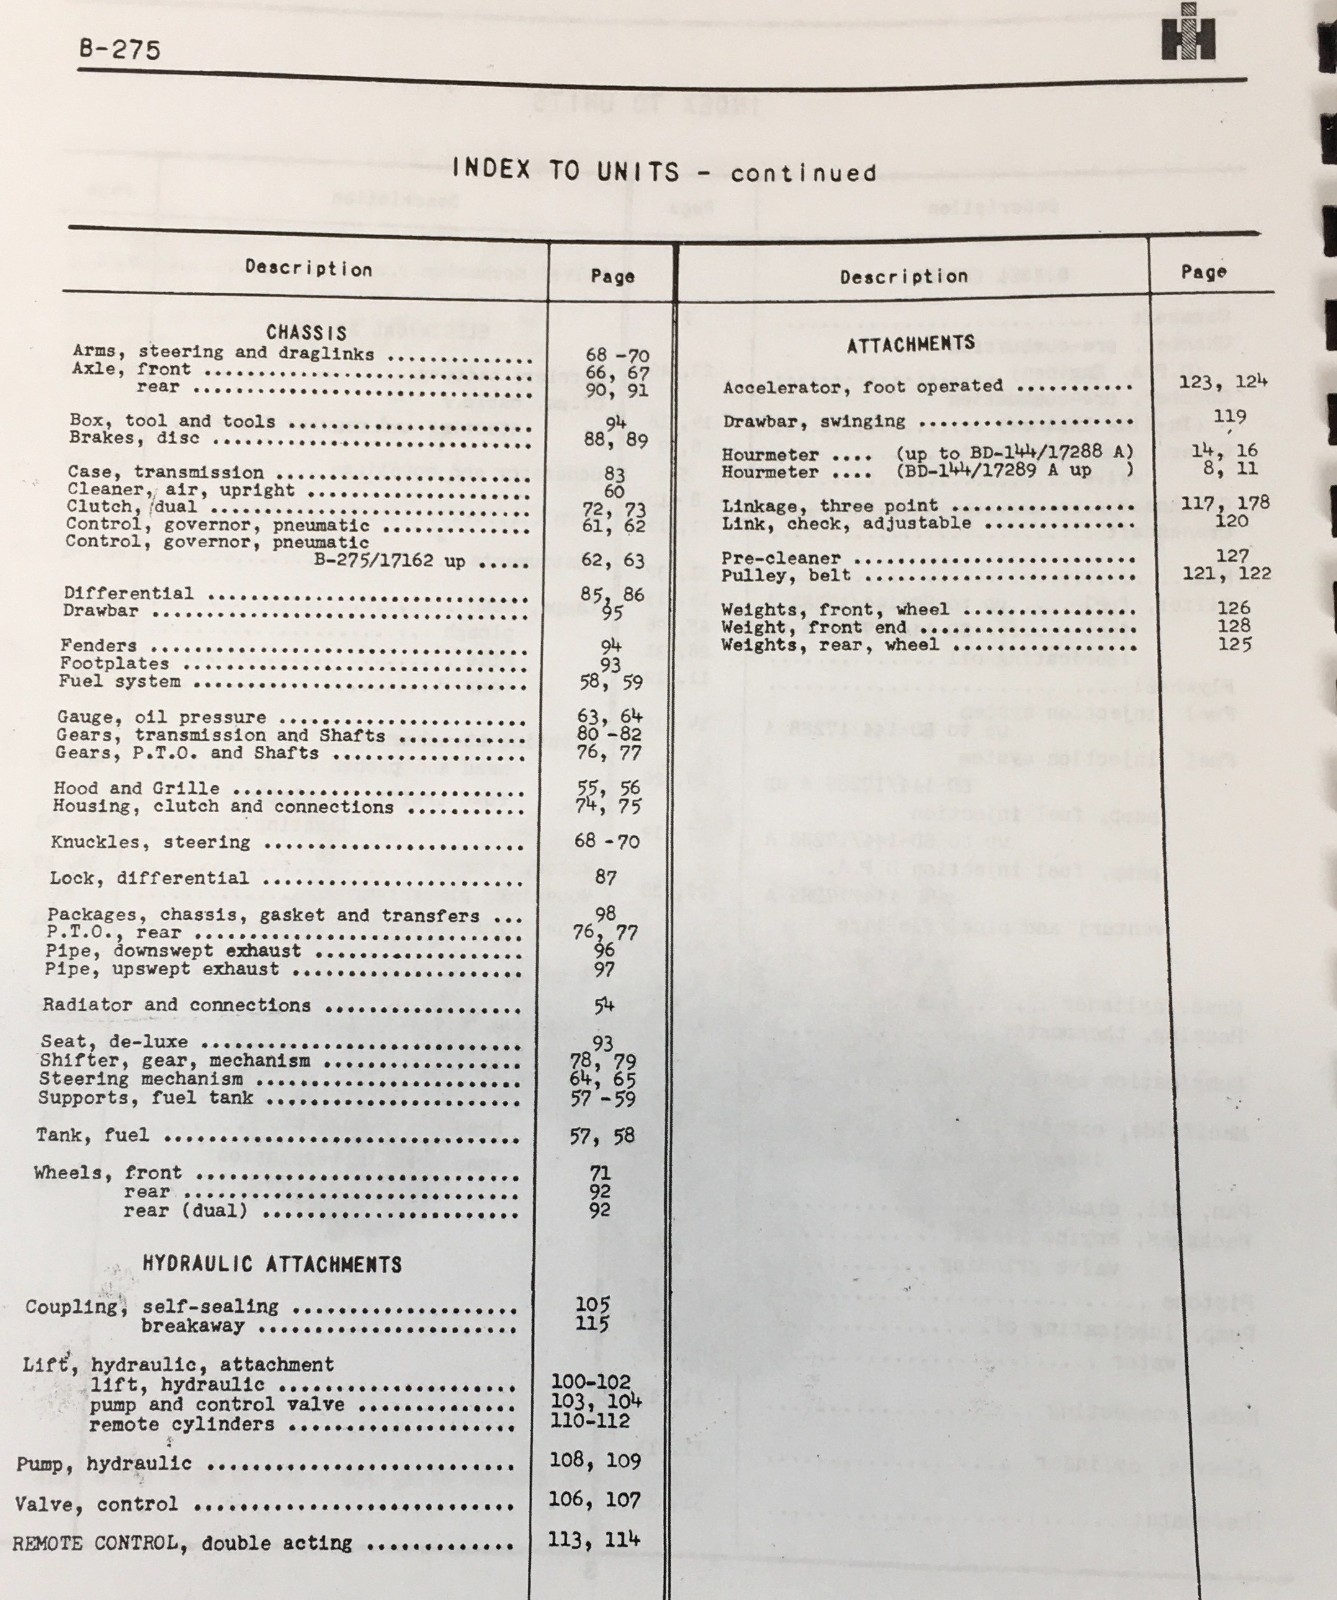 B-275
IH
INDEX TO UNITS - continued
Description Page
CHASSIS
Arms, steering and draglinks .............. 68-70
Axle, front ............................. 66, 67
rear ............................... 90, 91
Box, tool and tools ...................... 94
Brakes, disc ............................. 88, 89
Case, transmission ....................... 83
Cleaner, air, upright .................... 60
Clutch, dual ............................. 72, 73
Control, governor, pneumatic ............. 61, 62
Control, governor, pneumatic
B-275/17162 up ..... 62, 63
Differential ............................. 85, 86
Drawbar .................................. 95
Fenders .................................. 94
Footplates ............................... 93
Fuel system .............................. 58, 59
Gauge, oil pressure ...................... 63, 64
Gears, transmission and Shafts ........... 80-82
Gears, P.T.O. and Shafts ................. 76, 77
Hood and Grille .......................... 55, 56
Housing, clutch and connections .......... 74, 75
Knuckles, steering ....................... 68-70
Lock, differential ....................... 87
Packages, chassis, gasket and transfers ... 98
P.T.O., rear ............................. 76, 77
Pipe, downswept exhaust .................. 96
Pipe, upswept exhaust .................... 97
Radiator and connections ................. 54
Seat, de-luxe ............................ 93
Shifter, gear, mechanism ................. 78, 79
Steering mechanism ....................... 64, 65
Supports, fuel tank ...................... 57-59
Tank, fuel ............................... 57, 58
Wheels, front ............................ 71
rear ............................. 92
rear (dual) ...................... 92
HYDRAULIC ATTACHMENTS
Coupling, self-sealing ................... 105
breakaway ...................... 115
Lift, hydraulic, attachment
lift, hydraulic .................... 100-102
pump and control valve ............. 103, 104
remote cylinders ................... 110-112
Pump, hydraulic .......................... 108, 109
Valve, control ........................... 106, 107
REMOTE CONTROL, double acting ............ 113, 114
Description Page
ATTACHMENTS
Accelerator, foot operated ........... 123, 124
Drawbar, swinging .................... 119
Hourmeter .... (up to BD-144/17288 A) 14, 16
Hourmeter .... (BD-144/17289 A up ) 8, 11
Linkage, three point ................. 117, 178
Link, check, adjustable .............. 120
Pre-cleaner .......................... 127
Pulley, belt ......................... 121, 122
Weights, front, wheel ................ 126
Weight, front end .................... 128
Weights, rear, wheel ................. 125